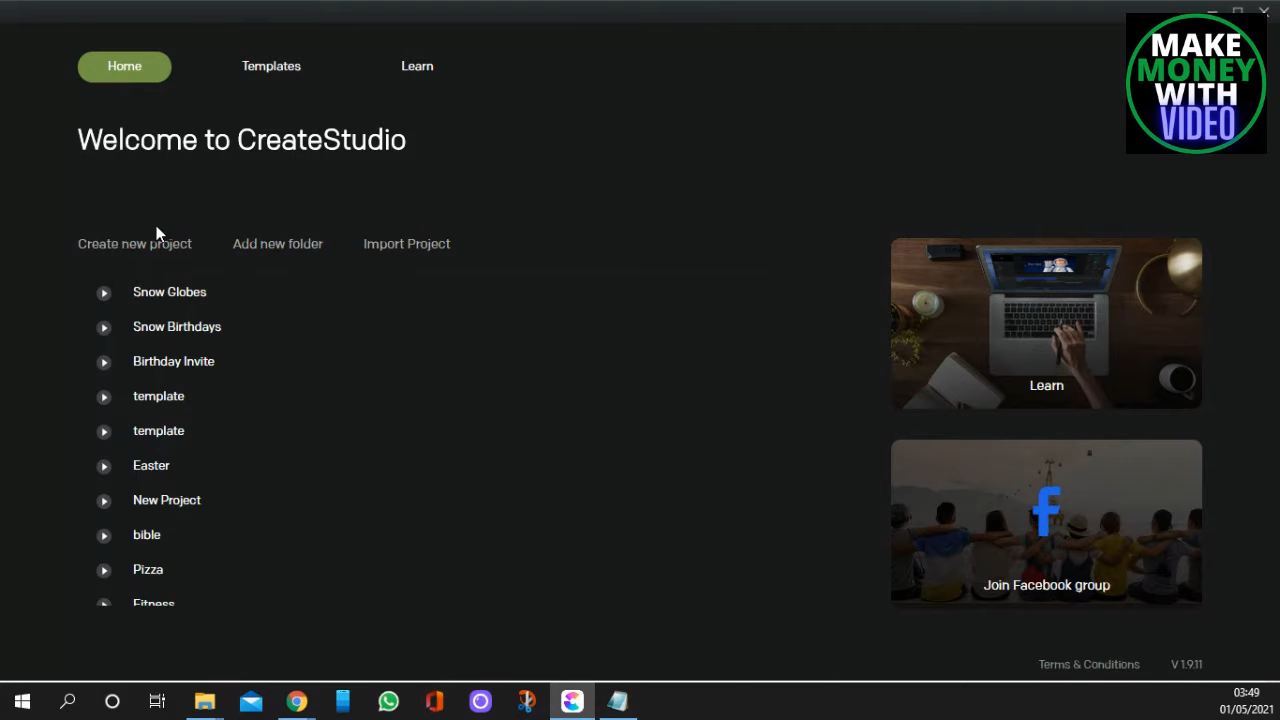 MAKE
MONEY
WITH
VIDEO
Home Templates Learn
Welcome to CreateStudio
Create new project Add new folder Import Project
Snow Globes
Snow Birthdays
Birthday Invite
template
template
Easter
New Project
bible
Pizza
Fitness
Learn
f
Join Facebook group
Terms & Conditions V 1.9.11
03:49
01/05/2021